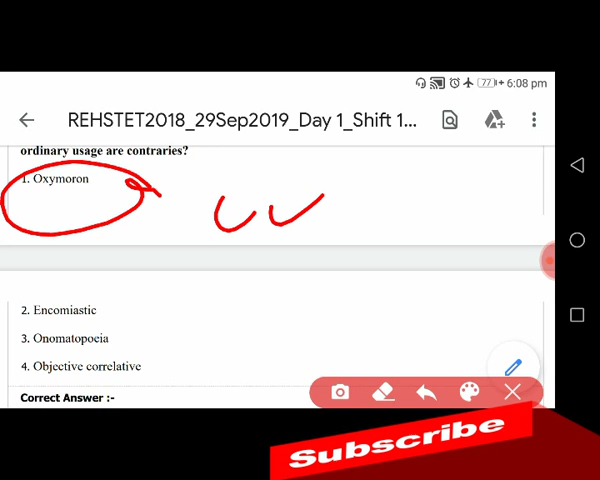 77 + 6:08 pm
REHSTET2018_29Sep2019_Day 1_Shift 1...
ordinary usage are contraries?
1. Oxymoron
2. Encomiastic
3. Onomatopoeia
4. Objective correlative
Correct Answer :-
Subscribe